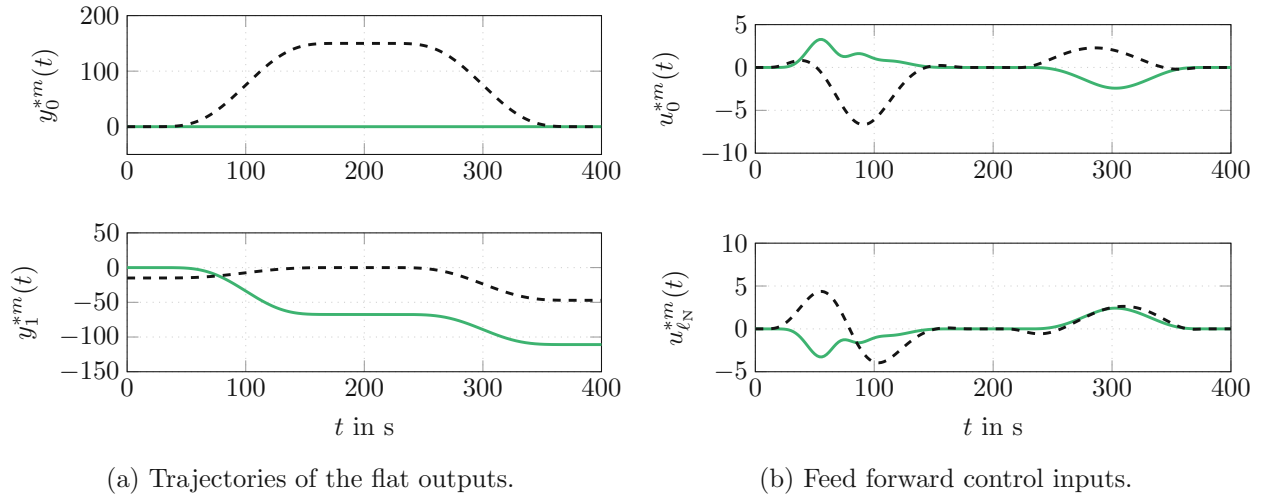 200
100
0
0 100 200 300 400
y_0^{*m}(t)
50
0
−50
−100
−150
0 100 200 300 400
y_1^{*m}(t)
t in s
(a) Trajectories of the flat outputs.
5
0
−5
−10
0 100 200 300 400
u_0^{*m}(t)
10
5
0
−5
0 100 200 300 400
u_{ℓ_N}^{*m}(t)
t in s
(b) Feed forward control inputs.